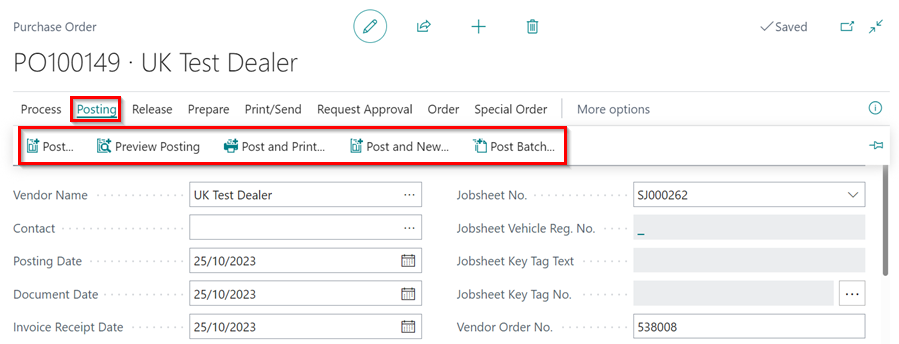 Purchase Order
Saved
PO100149 · UK Test Dealer
Process Posting Release Prepare Print/Send Request Approval Order Special Order More options
Post... Preview Posting Post and Print... Post and New... Post Batch...
Vendor Name UK Test Dealer Jobsheet No. SJ000262
Contact Jobsheet Vehicle Reg. No. _
Posting Date 25/10/2023 Jobsheet Key Tag Text
Document Date 25/10/2023 Jobsheet Key Tag No.
Invoice Receipt Date 25/10/2023 Vendor Order No. 538008